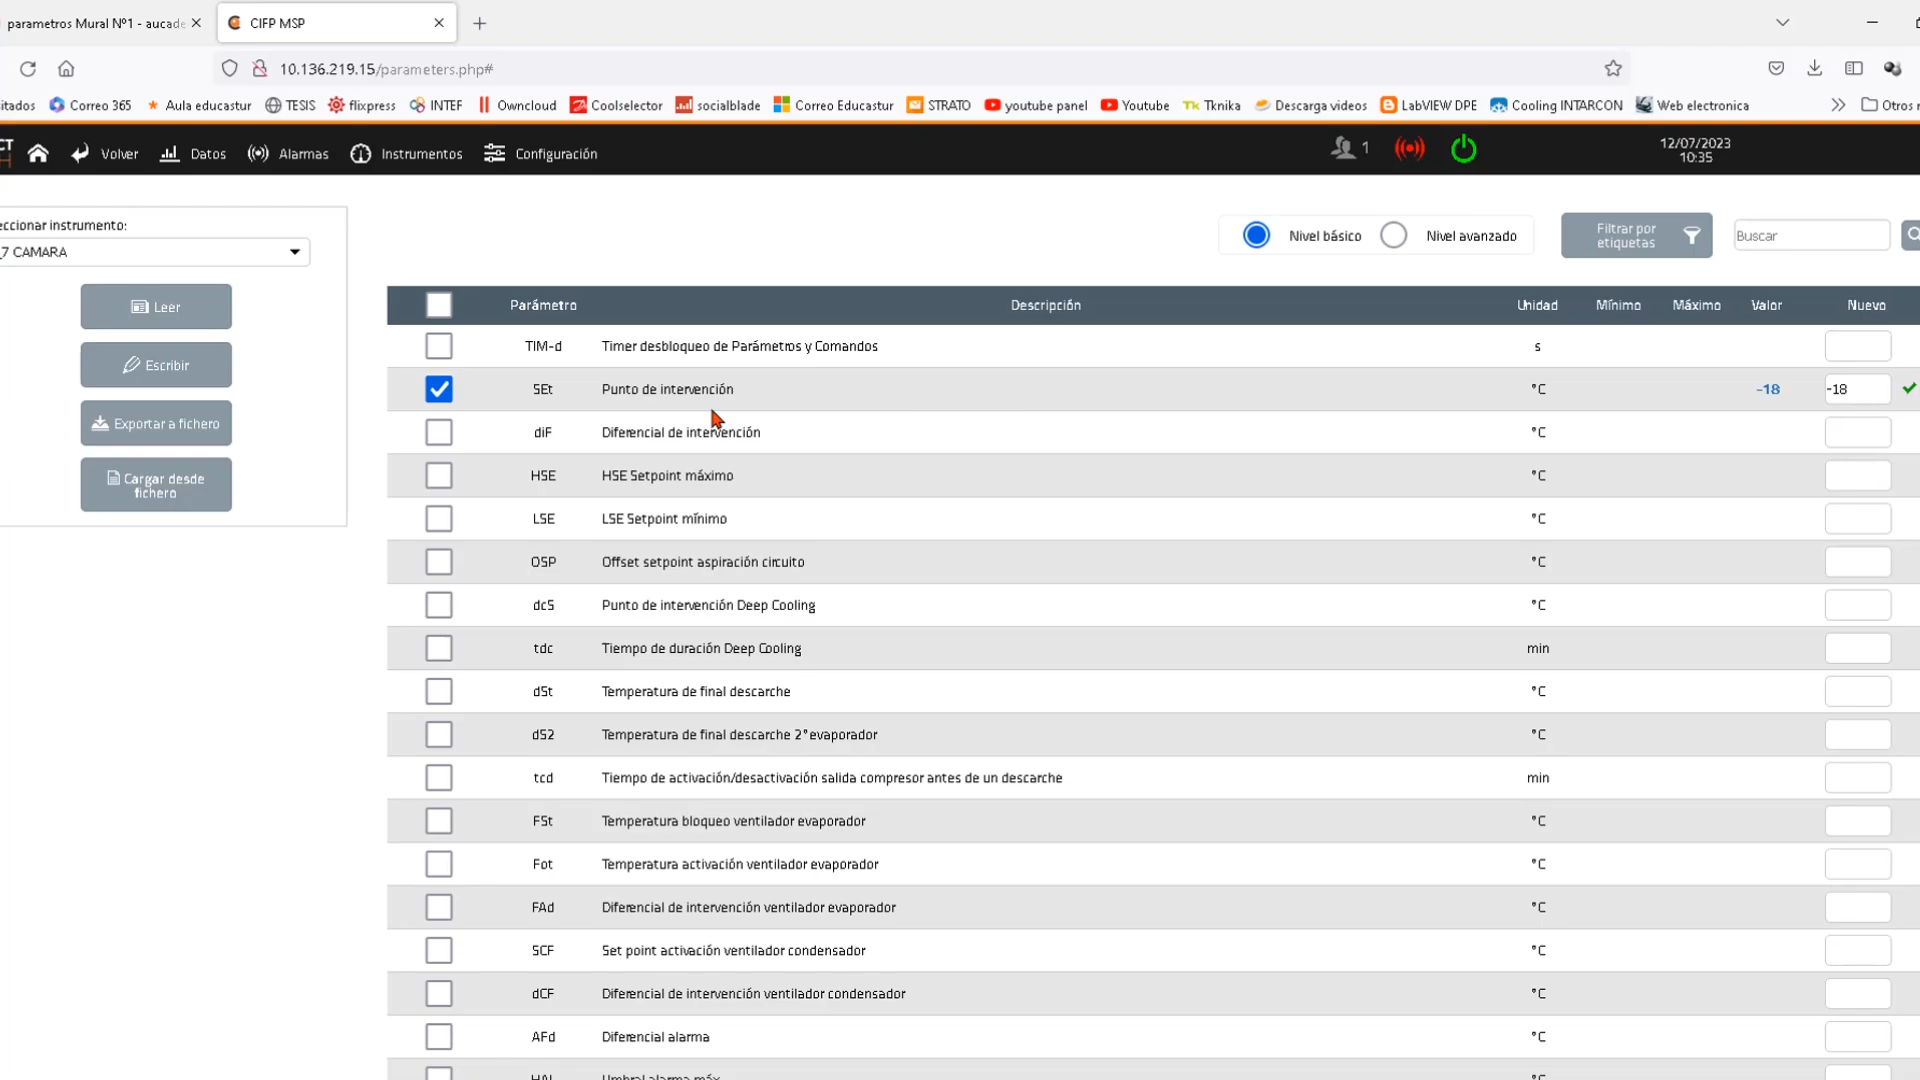 parametros Mural Nº1 - aucade
CIFP MSP
10.136.219.15/parameters.php#
itados
Correo 365
Aula educastur
TESIS
flixpress
INTEF
Owncloud
Coolselector
socialblade
Correo Educastur
STRATO
youtube panel
Youtube
Tk Tknika
Descarga videos
LabVIEW DPE
Cooling INTARCON
Web electronica
Otros
CT
Volver
Datos
Alarmas
Instrumentos
Configuración
1
12/07/2023
10:35
eccionar instrumento:
_7 CAMARA
Leer
Escribir
Exportar a fichero
Cargar desde
fichero
Nivel básico
Nivel avanzado
Filtrar por
etiquetas
Buscar
Parámetro Descripción Unidad Mínimo Máximo Valor Nuevo
TIM-d Timer desbloqueo de Parámetros y Comandos s
SEt Punto de intervención °C -18 -18
diF Diferencial de intervención °C
HSE HSE Setpoint máximo °C
LSE LSE Setpoint mínimo °C
OSP Offset setpoint aspiración circuito °C
dcS Punto de intervención Deep Cooling °C
tdc Tiempo de duración Deep Cooling min
dSt Temperatura de final descarche °C
dS2 Temperatura de final descarche 2°evaporador °C
tcd Tiempo de activación/desactivación salida compresor antes de un descarche min
FSt Temperatura bloqueo ventilador evaporador °C
Fot Temperatura activación ventilador evaporador °C
FAd Diferencial de intervención ventilador evaporador °C
SCF Set point activación ventilador condensador °C
dCF Diferencial de intervención ventilador condensador °C
AFd Diferencial alarma °C
HAL Umbral alarma máx °C